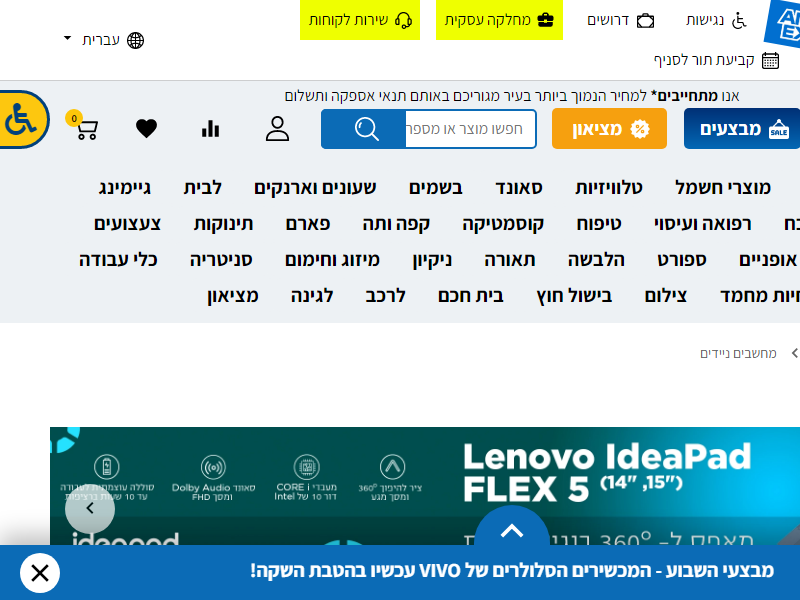 נגישות
דרושים
מחלקה עסקית
שירות לקוחות
עברית
קביעת תור לסניף
אנו מתחייבים* למחיר הנמוך ביותר בעיר מגוריכם באותם תנאי אספקה ותשלום
SALE מבצעים
מציאון
חפשו מוצר או מספר
0
מוצרי חשמל טלוויזיות סאונד בשמים שעונים וארנקים לבית גיימינג
רפואה ועיסוי טיפוח קוסמטיקה קפה ותה פארם תינוקות צעצועים
אופניים ספורט הלבשה תאורה ניקיון מיזוג וחימום סניטריה כלי עבודה
חיות מחמד צילום בישול חוץ בית חכם לרכב לגינה מציאון
מחשבים ניידים
Lenovo IdeaPad
FLEX 5 (14" ,15")
ציר להיפוך 360°
ומסך מגע
מעבדי CORE i
דור 10 של Intel
סאונד Dolby Audio
ומסך FHD
סוללה עוצמתית לעבודה
עד 10 שעות ברציפות
ideapad
מבצעי השבוע - המכשירים הסלולרים של VIVO עכשיו בהטבת השקה!